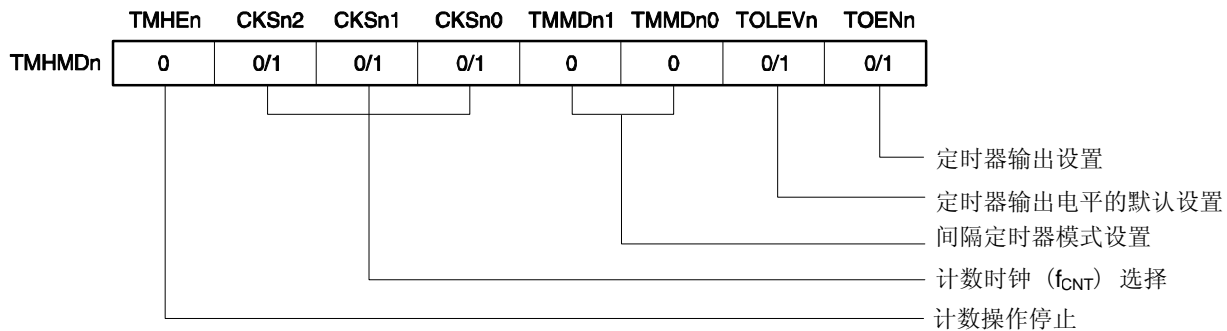 TMHEn CKSn2 CKSn1 CKSn0 TMMDn1 TMMDn0 TOLEVn TOENn
TMHMDn 0 0/1 0/1 0/1 0 0 0/1 0/1
定时器输出设置
定时器输出电平的默认设置
间隔定时器模式设置
计数时钟（fCNT）选择
计数操作停止